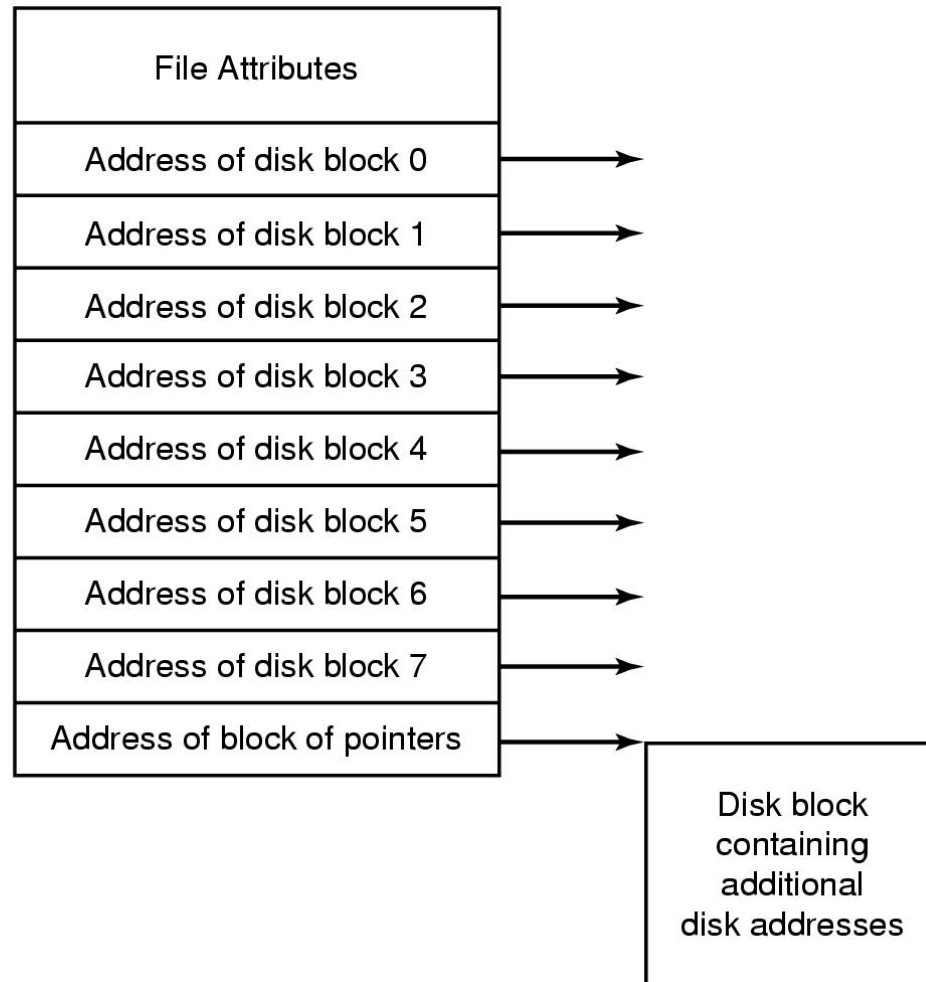 File Attributes
Address of disk block 0
Address of disk block 1
Address of disk block 2
Address of disk block 3
Address of disk block 4
Address of disk block 5
Address of disk block 6
Address of disk block 7
Address of block of pointers
Disk block
containing
additional
disk addresses